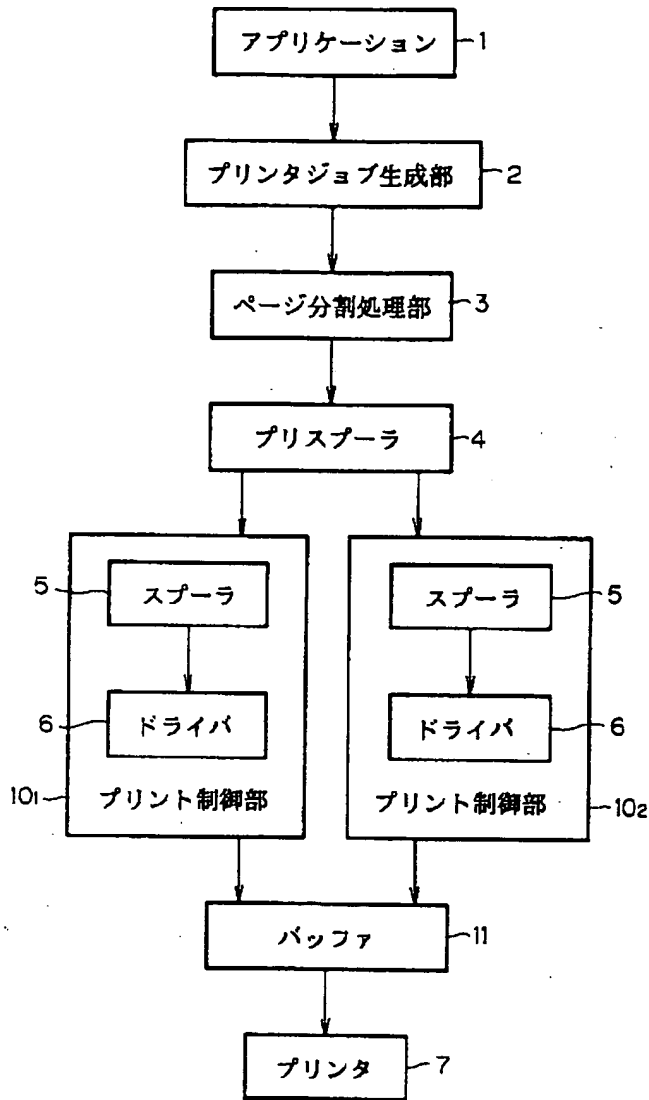 アプリケーション 1
プリンタジョブ生成部 2
ページ分割処理部 3
プリスプーラ 4
5 スプーラ
スプーラ 5
6 ドライバ
ドライバ 6
10₁ プリント制御部
プリント制御部 10₂
バッファ 11
プリンタ 7